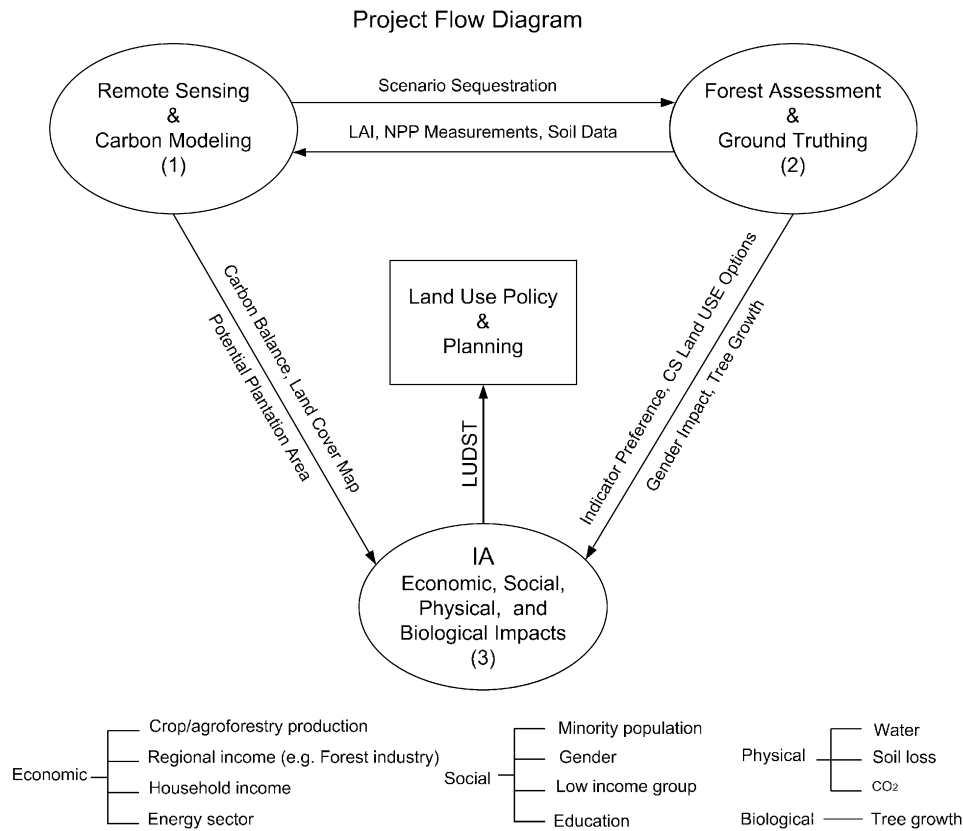 Project Flow Diagram
Remote Sensing
&
Carbon Modeling
(1)
Scenario Sequestration
LAI, NPP Measurements, Soil Data
Forest Assessment
&
Ground Truthing
(2)
Carbon Balance, Land Cover Map
Potential Plantation Area
Land Use Policy
&
Planning
LUDST
Indicator Preference, CS Land USE Options
Gender Impact, Tree Growth
IA
Economic, Social,
Physical, and
Biological Impacts
(3)
Economic
Crop/agroforestry production
Regional income (e.g. Forest industry)
Household income
Energy sector
Social
Minority population
Gender
Low income group
Education
Physical
Water
Soil loss
CO2
Biological
Tree growth